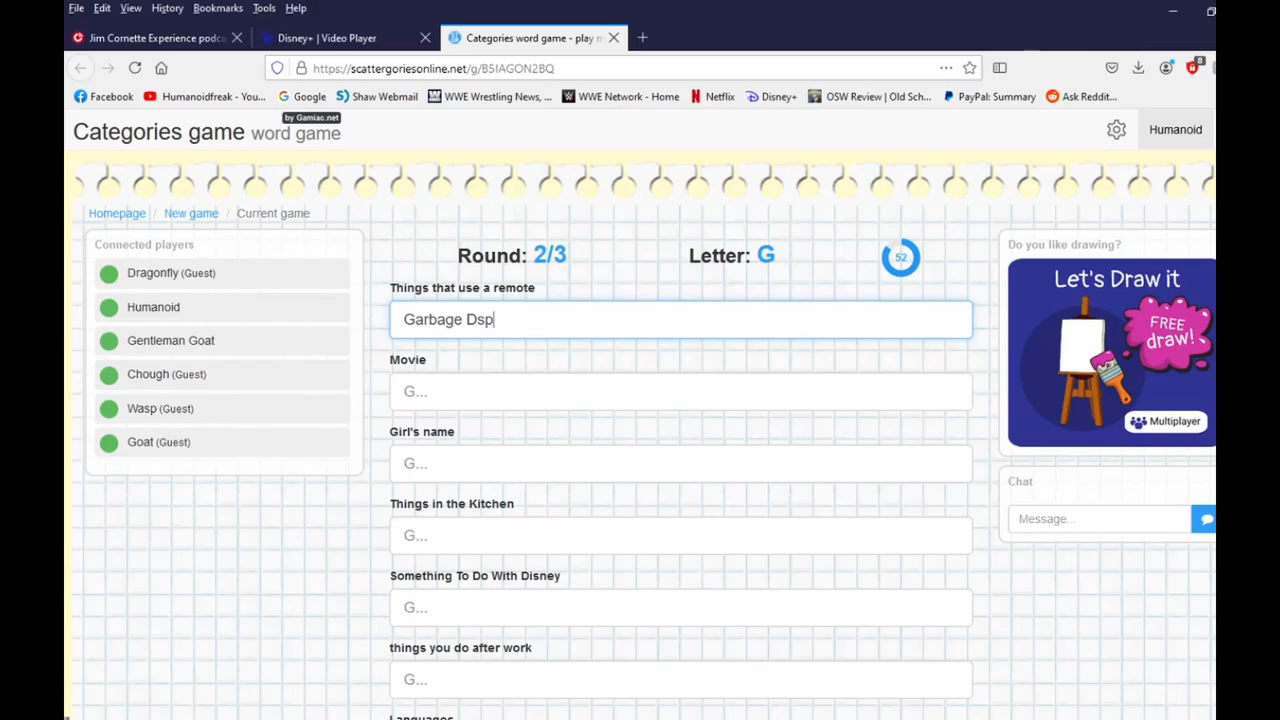 File Edit View History Bookmarks Tools Help
Jim Cornette Experience podca
Disney+ | Video Player
Categories word game - play m
https://scattergoriesonline.net/g/B5IAGON2BQ
8
Facebook
Humanoidfreak - You...
Google
Shaw Webmail
WWE Wrestling News, ...
WWE Network - Home
Netflix
Disney+
OSW Review | Old Sch...
PayPal: Summary
Ask Reddit...
by Gamiac.net
Categories game word game
Humanoid
Homepage / New game / Current game
Connected players
Dragonfly (Guest)
Humanoid
Gentleman Goat
Chough (Guest)
Wasp (Guest)
Goat (Guest)
Round: 2/3
Letter: G
52
Things that use a remote
Garbage Dsp
Movie
G...
Girl's name
G...
Things in the Kitchen
G...
Something To Do With Disney
G...
things you do after work
G...
Languages
Do you like drawing?
Let's Draw it
FREE
draw!
Multiplayer
Chat
Message...